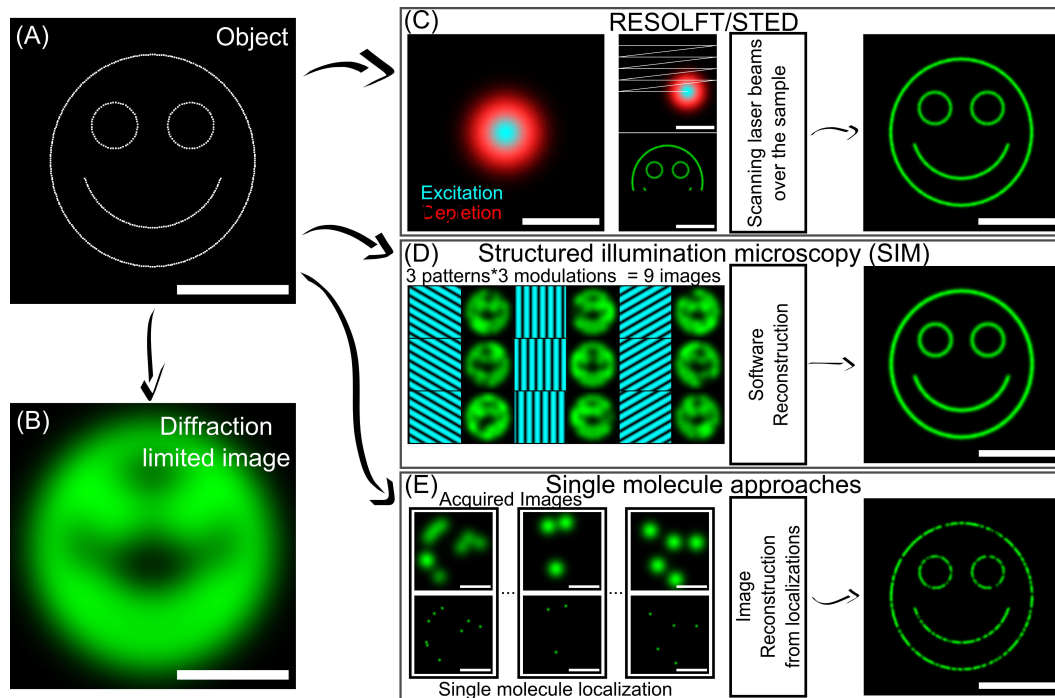 (A)
Object
(B)
Diffraction
limited image
(C)
RESOLFT/STED
Excitation
Depletion
Scanning laser beams
over the sample
(D)
Structured illumination microscopy (SIM)
3 patterns*3 modulations = 9 images
Software
Reconstruction
(E)
Single molecule approaches
Acquired Images
...
...
Single molecule localization
Image
Reconstruction
from localizations